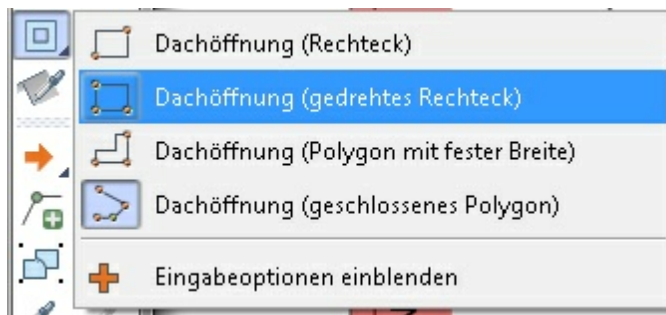 Dachöffnung (Rechteck)
Dachöffnung (gedrehtes Rechteck)
Dachöffnung (Polygon mit fester Breite)
Dachöffnung (geschlossenes Polygon)
Eingabeoptionen einblenden